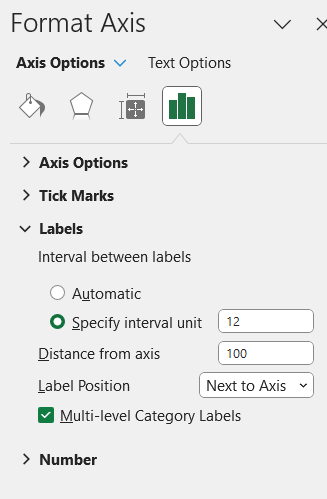 Format Axis
Axis Options Text Options
Axis Options
Tick Marks
Labels
Interval between labels
Automatic
Specify interval unit 12
Distance from axis 100
Label Position Next to Axis
Multi-level Category Labels
Number